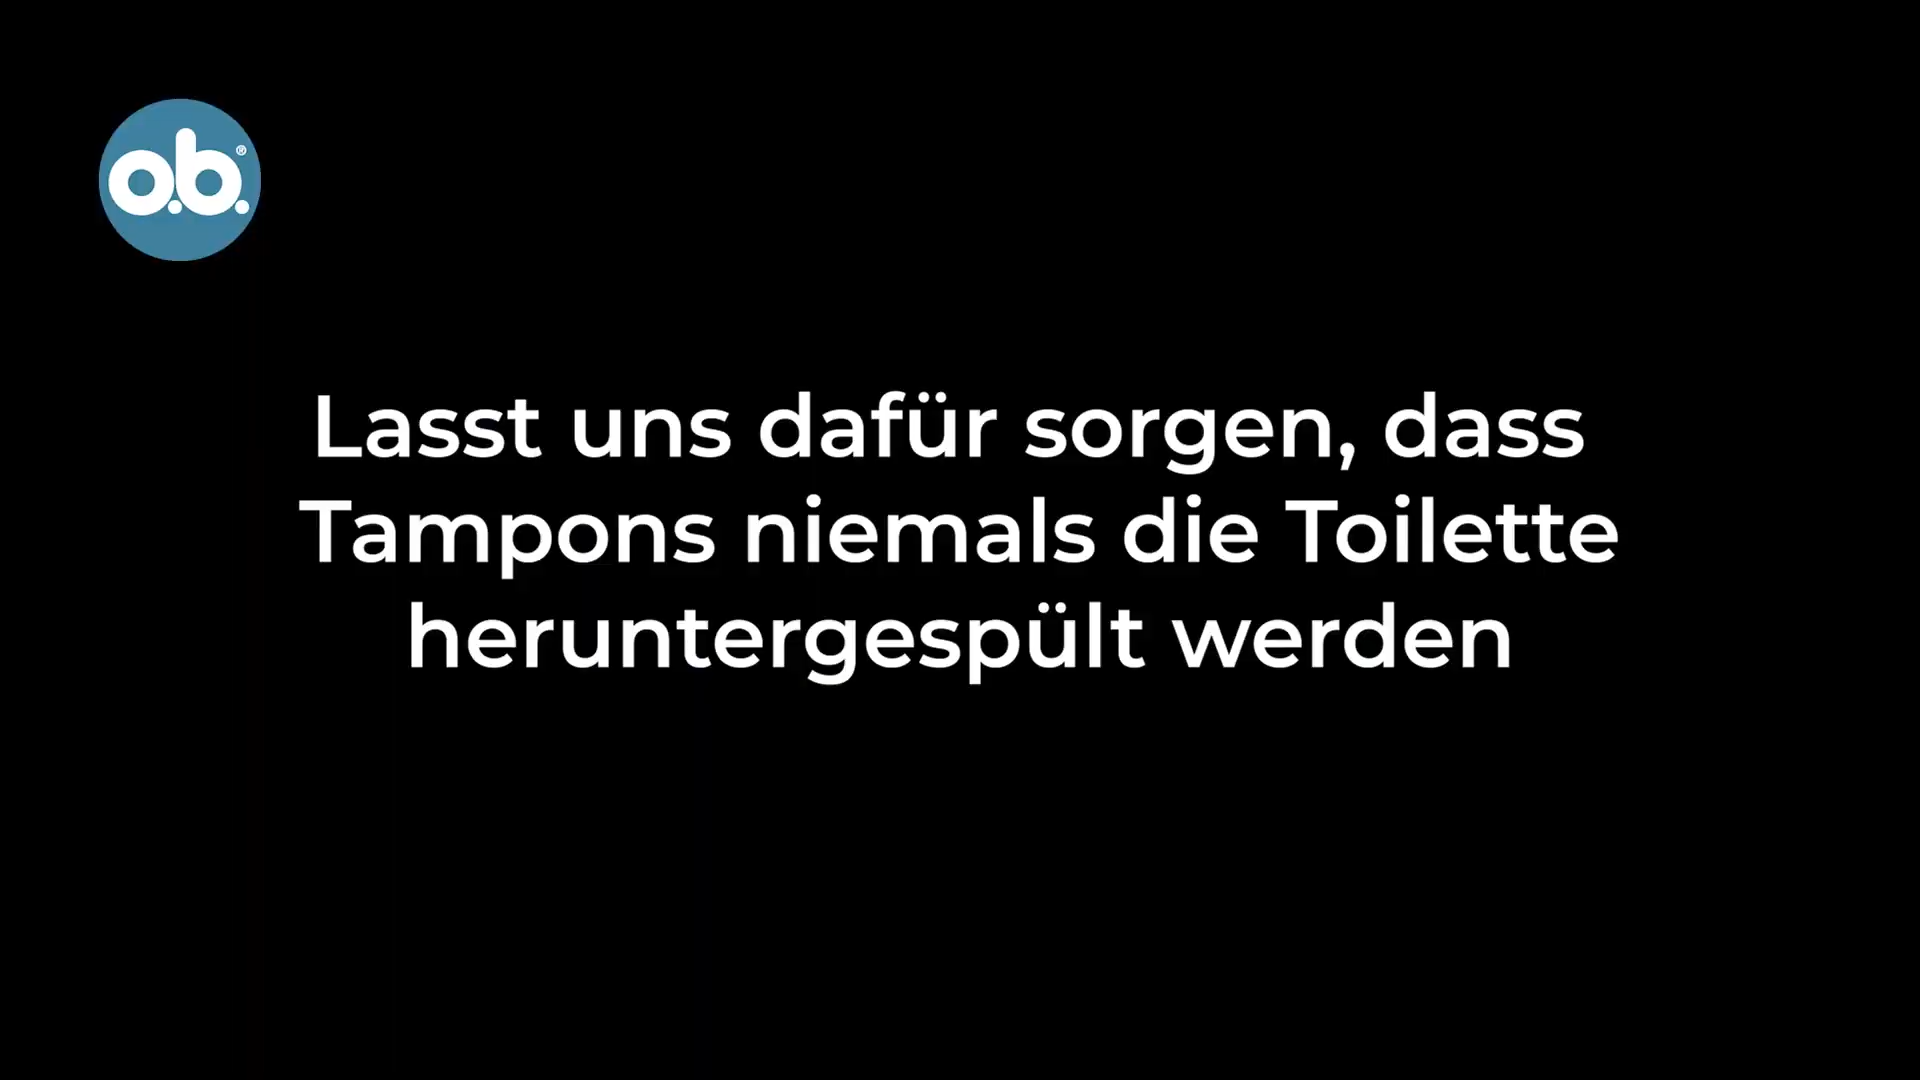 o.b.®
Lasst uns dafür sorgen, dass
Tampons niemals die Toilette
heruntergespült werden